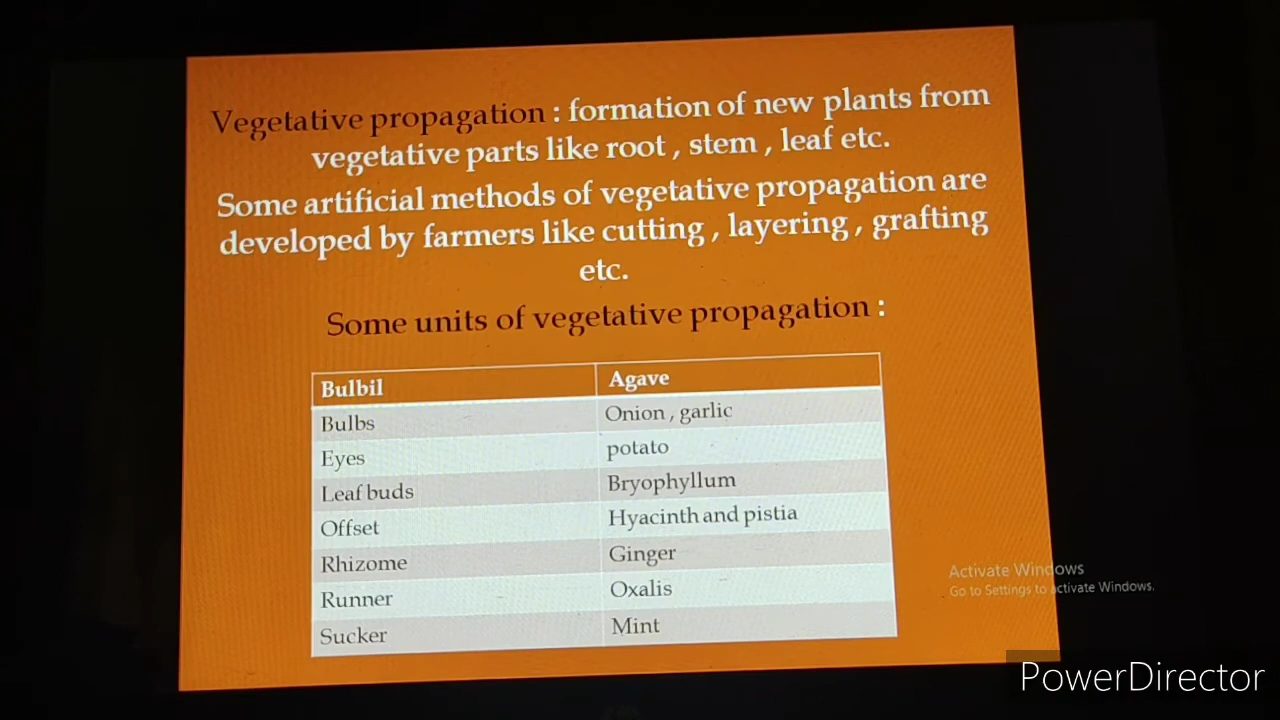 Vegetative propagation : formation of new plants from
vegetative parts like root , stem , leaf etc.
Some artificial methods of vegetative propagation are
developed by farmers like cutting , layering , grafting
etc.
Some units of vegetative propagation :
Bulbil Agave
Bulbs Onion , garlic
Eyes potato
Leaf buds Bryophyllum
Offset Hyacinth and pistia
Rhizome Ginger
Runner Oxalis
Sucker Mint
Activate Windows
Go to Settings to activate Windows.
PowerDirector